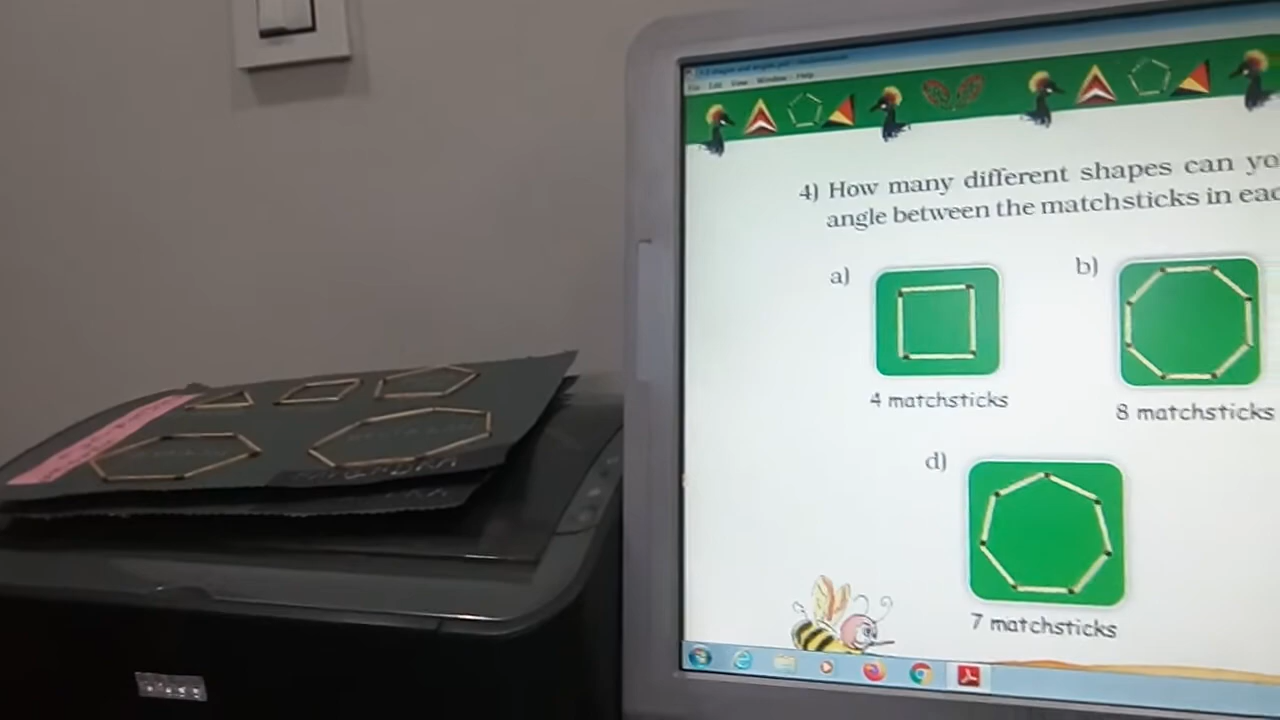 4) How many different shapes can yo
angle between the matchsticks in eac
a)
b)
4 matchsticks
8 matchsticks
d)
7 matchsticks